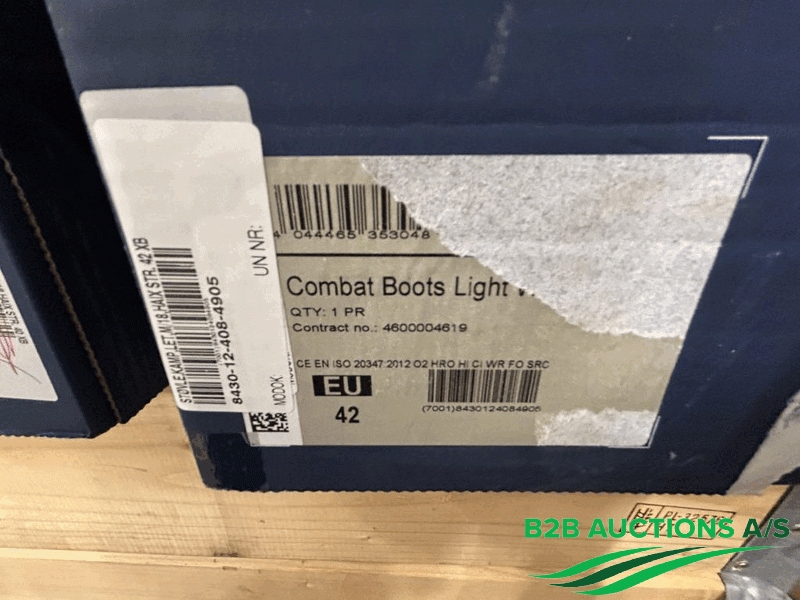 4 044465 353048
Combat Boots Light
QTY: 1 PR
Contract no.: 4600004619
CE EN ISO 20347:2012 O2 HRO HI CI WR FO SRC
EU
42
(7001)8430124084905
STØVLE,KAMP,LET,M/18,HAIX STR. 42 XB
8430-12-408-4905
UN NR:
MODOK:
B2B AUCTIONS A/S